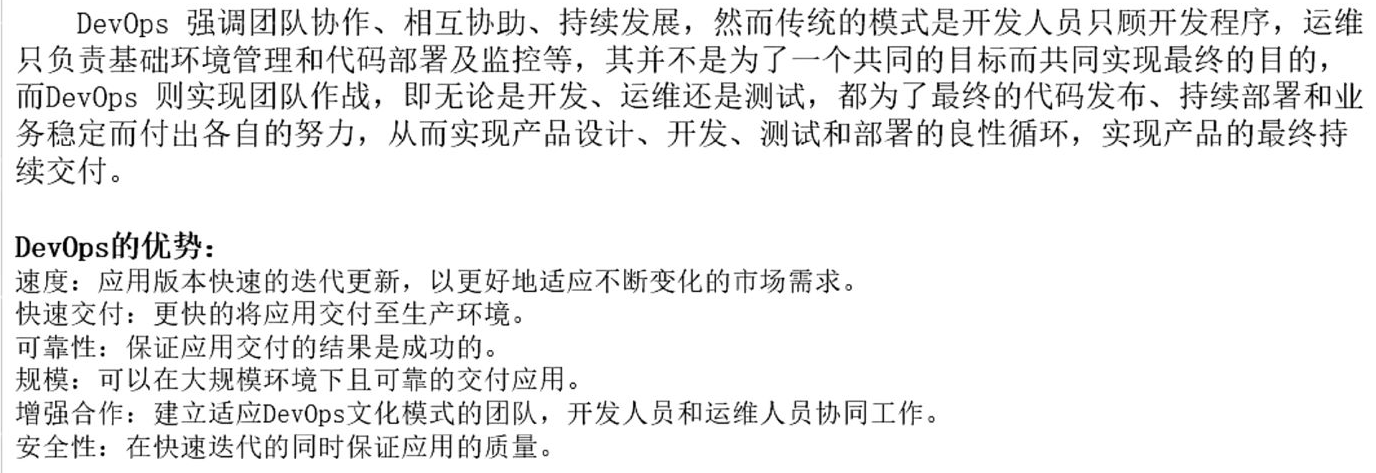 DevOps 强调团队协作、相互协助、持续发展，然而传统的模式是开发人员只顾开发程序，运维
只负责基础环境管理和代码部署及监控等，其并不是为了一个共同的目标而共同实现最终的目的，
而DevOps 则实现团队作战，即无论是开发、运维还是测试，都为了最终的代码发布、持续部署和业
务稳定而付出各自的努力，从而实现产品设计、开发、测试和部署的良性循环，实现产品的最终持
续交付。
DevOps的优势：
速度：应用版本快速的迭代更新，以更好地适应不断变化的市场需求。
快速交付：更快的将应用交付至生产环境。
可靠性：保证应用交付的结果是成功的。
规模：可以在大规模环境下且可靠的交付应用。
增强合作：建立适应DevOps文化模式的团队，开发人员和运维人员协同工作。
安全性：在快速迭代的同时保证应用的质量。